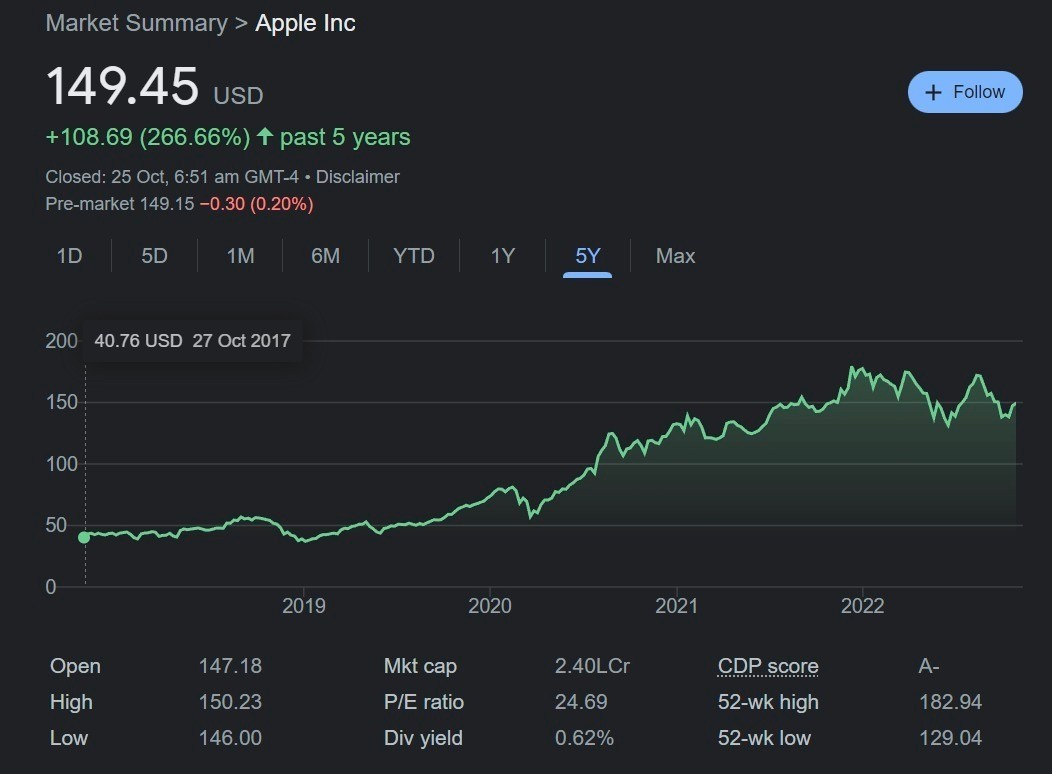 Market Summary > Apple Inc
149.45 USD
+ Follow
+108.69 (266.66%) ↑ past 5 years
Closed: 25 Oct, 6:51 am GMT-4 • Disclaimer
Pre-market 149.15 −0.30 (0.20%)
1D 5D 1M 6M YTD 1Y 5Y Max
200 40.76 USD 27 Oct 2017
150
100
50
0
2019 2020 2021 2022
Open 147.18 Mkt cap 2.40LCr CDP score A-
High 150.23 P/E ratio 24.69 52-wk high 182.94
Low 146.00 Div yield 0.62% 52-wk low 129.04